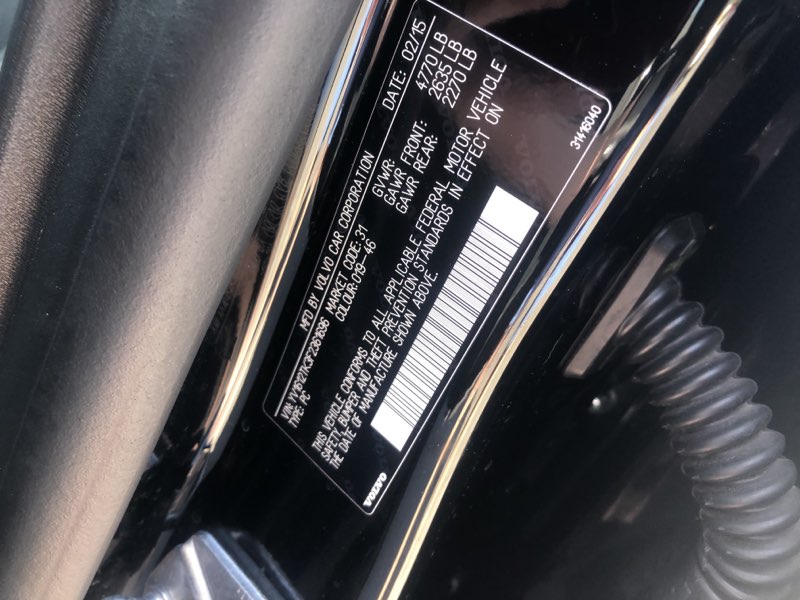 MFD BY VOLVO CAR CORPORATION DATE: 02/15
MARKET CODE: 31 GVWR: 4770 LB
COLOUR: 019-46 GAWR FRONT: 2635 LB
GAWR REAR: 2270 LB
TYPE: PC
THIS VEHICLE CONFORMS TO ALL APPLICABLE FEDERAL MOTOR VEHICLE
SAFETY, BUMPER AND THEFT PREVENTION STANDARDS IN EFFECT ON
THE DATE OF MANUFACTURE SHOWN ABOVE.
VOLVO 31416040